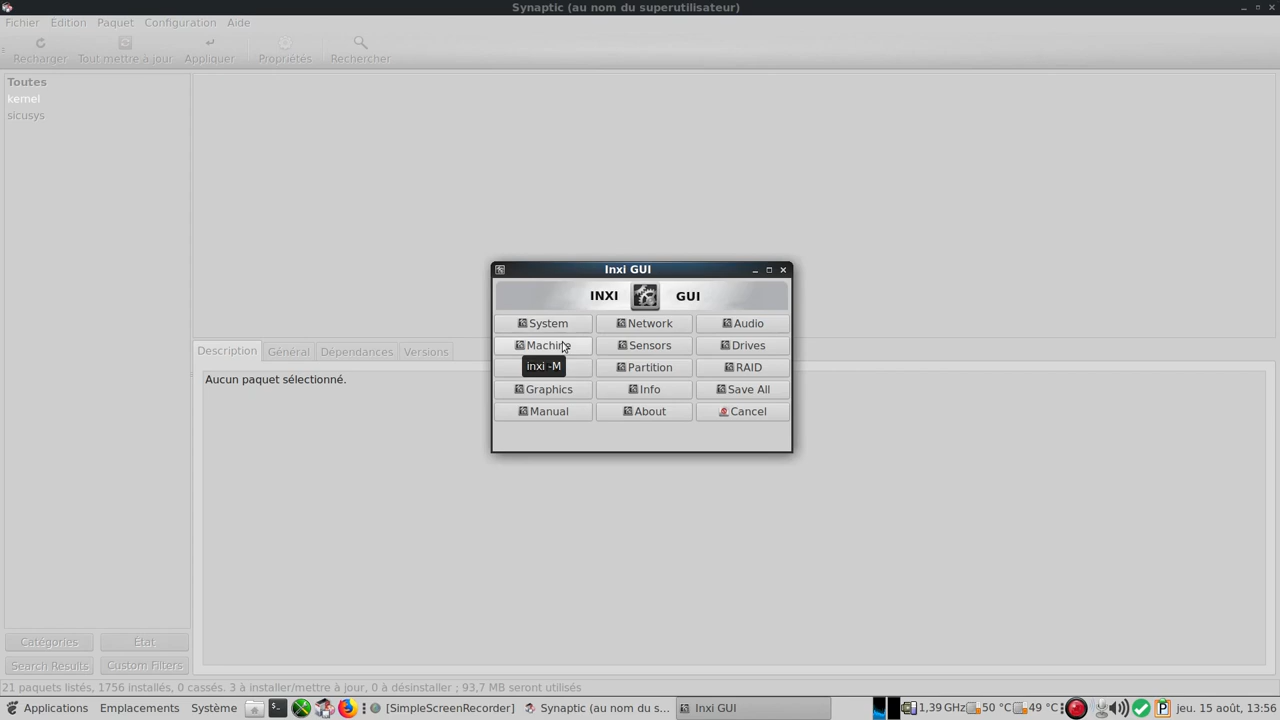 Synaptic (au nom du superutilisateur)
Fichier Édition Paquet Configuration Aide
Recharger Tout mettre à jour Appliquer Propriétés Rechercher
Toutes
kernel
sicusys
Description Général Dépendances Versions
Aucun paquet sélectionné.
Inxi GUI
INXI GUI
System Network Audio
Machine Sensors Drives
inxi -M Partition RAID
Graphics Info Save All
Manual About Cancel
Catégories État
Search Results Custom Filters
21 paquets listés, 1756 installés, 0 cassés. 3 à installer/mettre à jour, 0 à désinstaller ; 93,7 MB seront utilisés
Applications Emplacements Système [SimpleScreenRecorder] Synaptic (au nom du s... Inxi GUI 1,39 GHz 50 °C 49 °C jeu. 15 août, 13:56